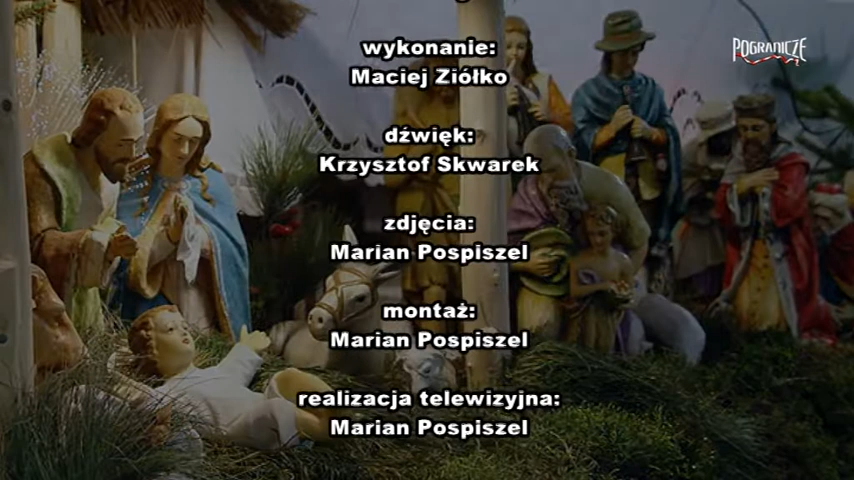 POGRANICZE
wykonanie:
Maciej Ziółko
dźwięk:
Krzysztof Skwarek
zdjęcia:
Marian Pospiszel
montaż:
Marian Pospiszel
realizacja telewizyjna:
Marian Pospiszel